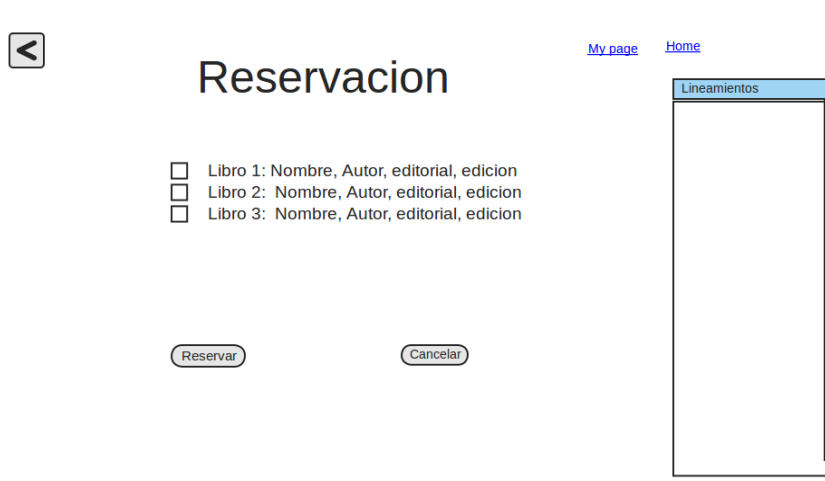 <
My page
Home
Reservacion
Lineamientos
Libro 1: Nombre, Autor, editorial, edicion
Libro 2: Nombre, Autor, editorial, edicion
Libro 3: Nombre, Autor, editorial, edicion
Reservar
Cancelar